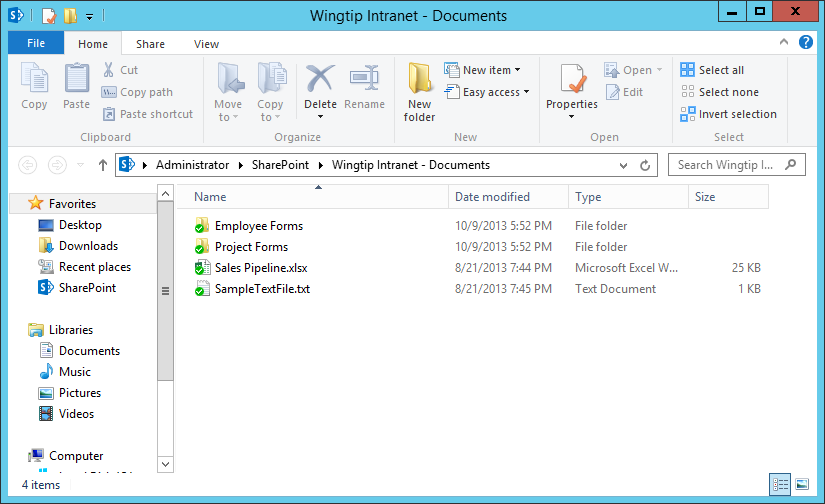 Wingtip Intranet - Documents
File Home Share View
Copy Paste Cut Copy path Paste shortcut Clipboard
Move to Copy to Delete Rename Organize
New folder New item Easy access New
Properties Open Edit Open
Select all Select none Invert selection Select
Administrator SharePoint Wingtip Intranet - Documents Search Wingtip I...
Name Date modified Type Size
Favorites
Desktop
Downloads
Recent places
SharePoint
Libraries
Documents
Music
Pictures
Videos
Computer
Employee Forms 10/9/2013 5:52 PM File folder
Project Forms 10/9/2013 5:52 PM File folder
Sales Pipeline.xlsx 8/21/2013 7:44 PM Microsoft Excel W... 25 KB
SampleTextFile.txt 8/21/2013 7:45 PM Text Document 1 KB
4 items